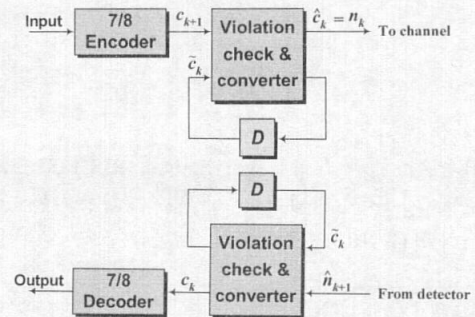 Input
7/8
Encoder
c_{k+1}
Violation
check &
converter
ĉ_k = n_k
To channel
c̃_k
D
D
Violation
check &
converter
c̃_k
n̂_{k+1}
From detector
c_k
7/8
Decoder
Output